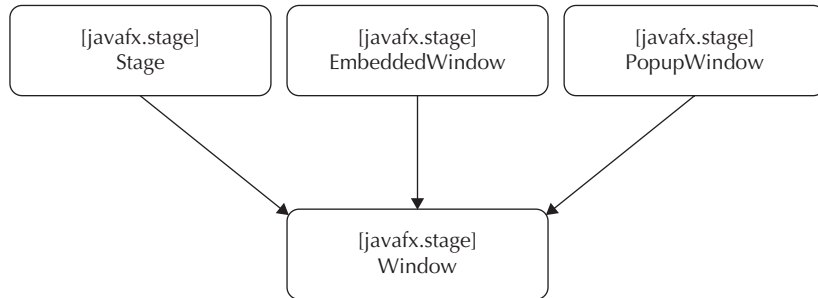 [javafx.stage]
Stage
[javafx.stage]
EmbeddedWindow
[javafx.stage]
PopupWindow
[javafx.stage]
Window